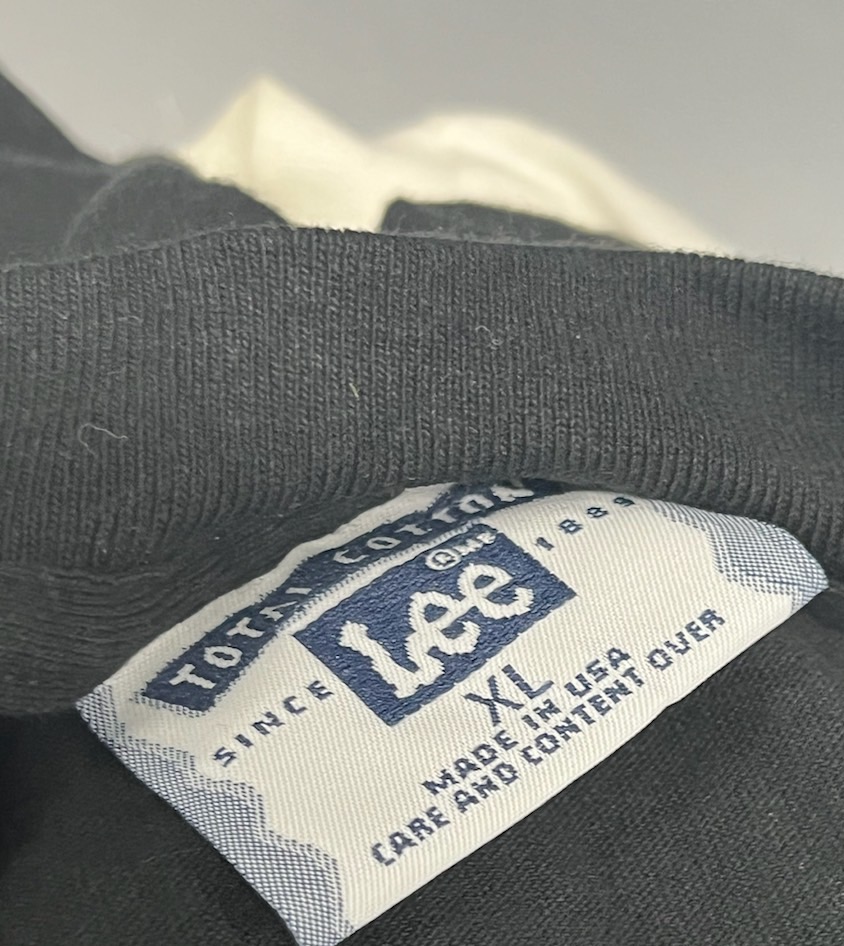 TOTAL COTTON
Lee
SINCE 1889
XL
MADE IN USA
CARE AND CONTENT OVER